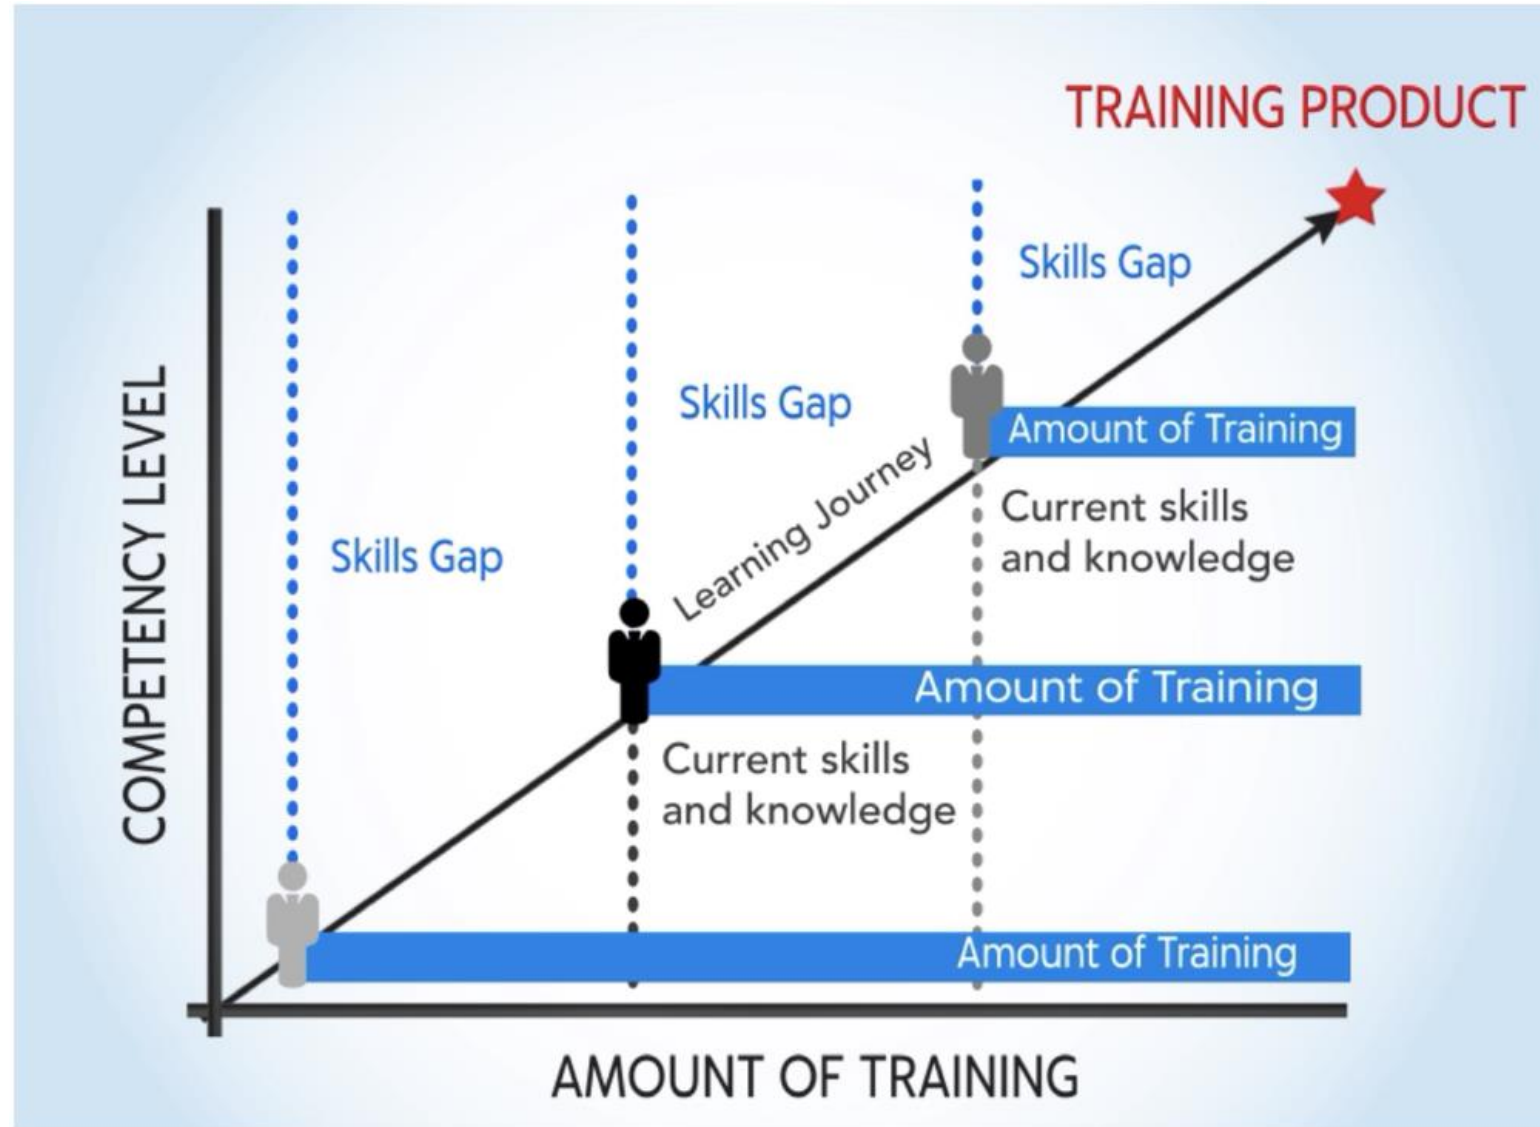 TRAINING PRODUCT
Skills Gap
Skills Gap
Amount of Training
Learning Journey
Current skills
and knowledge
Skills Gap
Amount of Training
Current skills
and knowledge
Amount of Training
COMPETENCY LEVEL
AMOUNT OF TRAINING